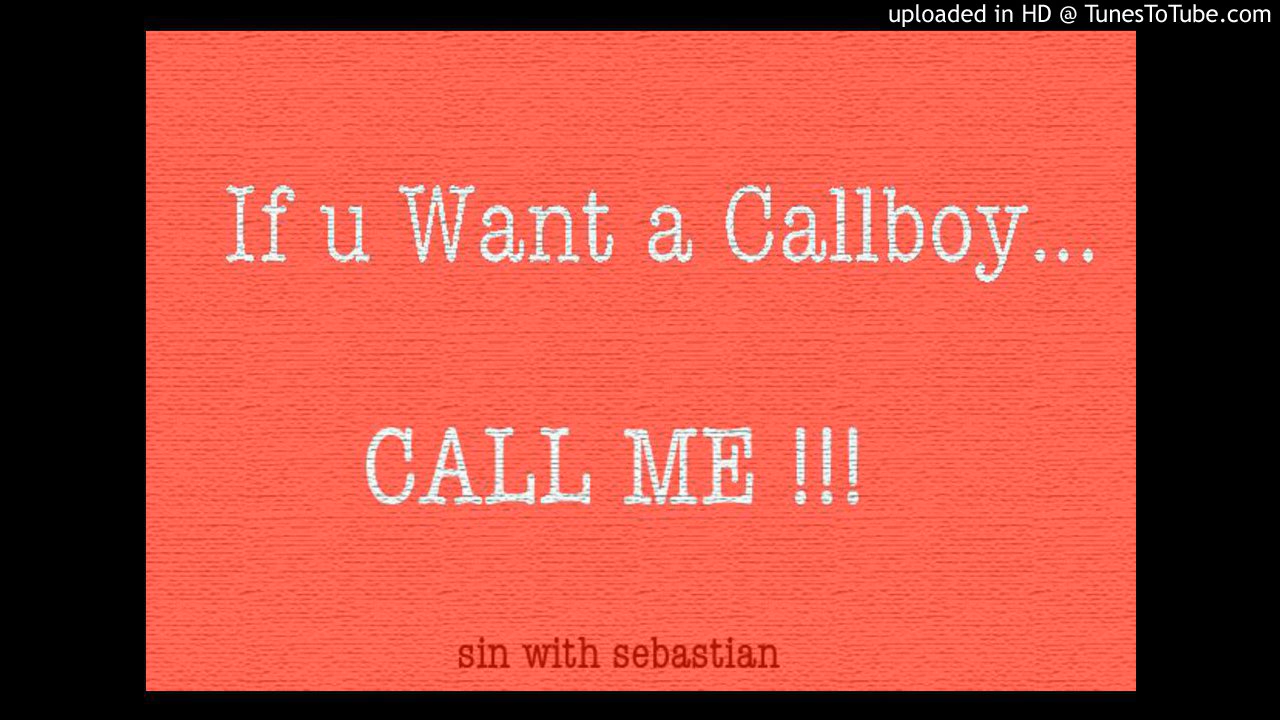 uploaded in HD @ TunesToTube.com
If u Want a Callboy...
CALL ME !!!
sin with sebastian